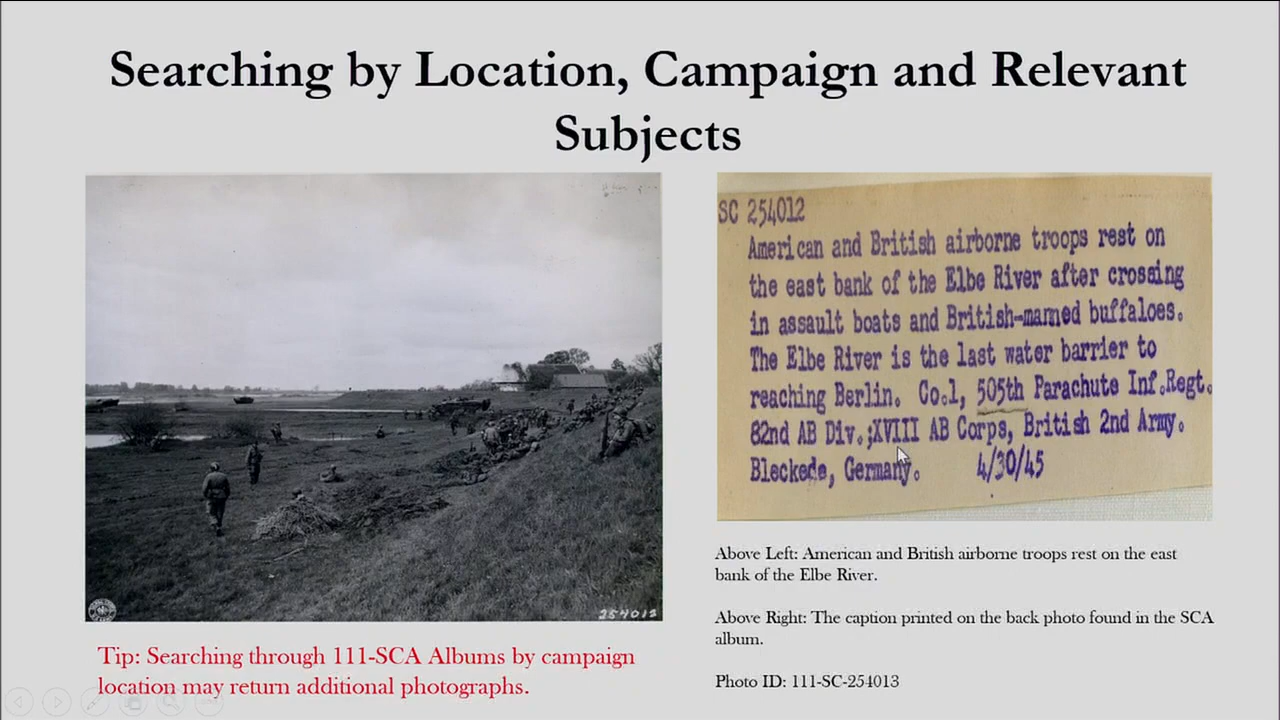 Searching by Location, Campaign and Relevant
Subjects
SC 254012
American and British airborne troops rest on
the east bank of the Elbe River after crossing
in assault boats and British-manned buffaloes.
The Elbe River is the last water barrier to
reaching Berlin. Co.l, 505th Parachute Inf.Regt.
82nd AB Div.;XVIII AB Corps, British 2nd Army.
Bleckede, Germany. 4/30/45
254012
Above Left: American and British airborne troops rest on the east
bank of the Elbe River.
Above Right: The caption printed on the back photo found in the SCA
album.
Photo ID: 111-SC-254013
Tip: Searching through 111-SCA Albums by campaign
location may return additional photographs.